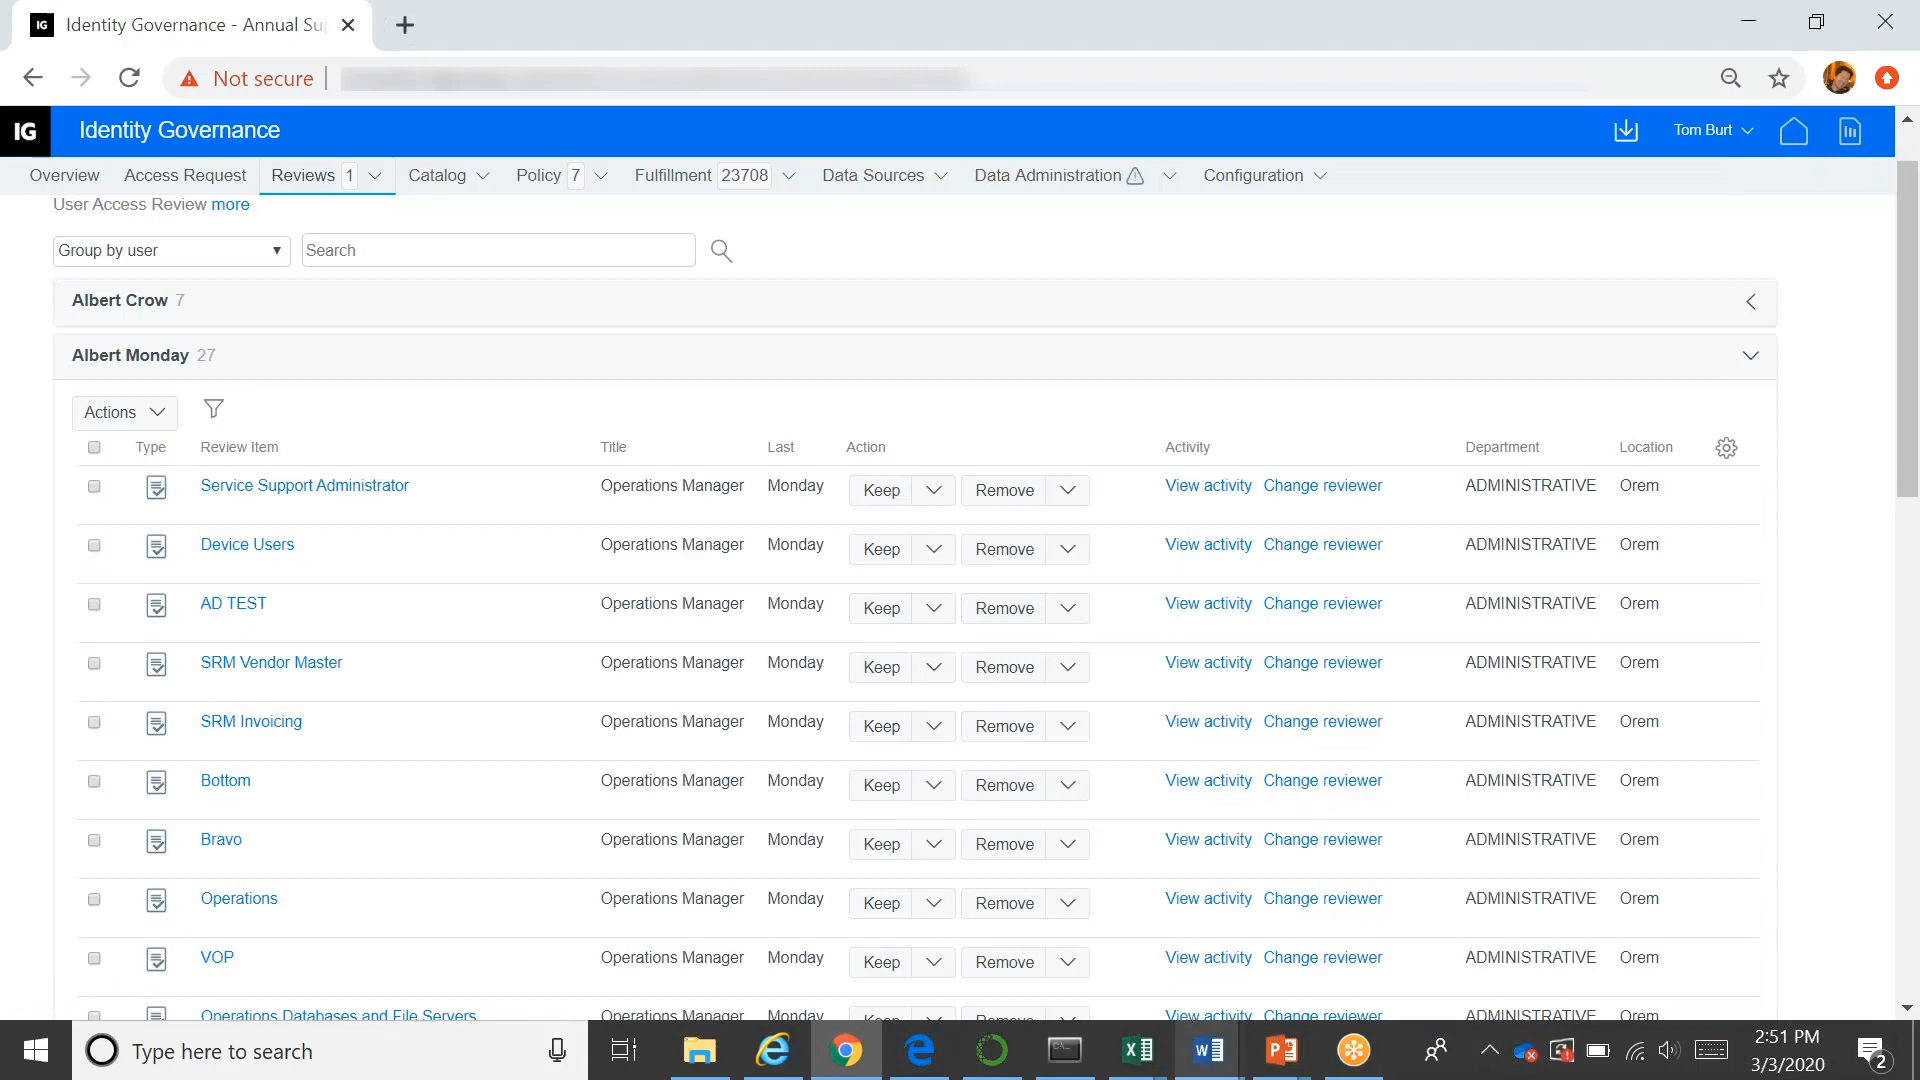 IG Identity Governance - Annual Su
Not secure
IG Identity Governance Tom Burt
Overview Access Request Reviews 1 Catalog Policy 7 Fulfillment 23708 Data Sources Data Administration Configuration
User Access Review more
Group by user Search
Albert Crow 7
Albert Monday 27
Actions
Type Review Item Title Last Action Activity Department Location
Service Support Administrator Operations Manager Monday Keep Remove View activity Change reviewer ADMINISTRATIVE Orem
Device Users Operations Manager Monday Keep Remove View activity Change reviewer ADMINISTRATIVE Orem
AD TEST Operations Manager Monday Keep Remove View activity Change reviewer ADMINISTRATIVE Orem
SRM Vendor Master Operations Manager Monday Keep Remove View activity Change reviewer ADMINISTRATIVE Orem
SRM Invoicing Operations Manager Monday Keep Remove View activity Change reviewer ADMINISTRATIVE Orem
Bottom Operations Manager Monday Keep Remove View activity Change reviewer ADMINISTRATIVE Orem
Bravo Operations Manager Monday Keep Remove View activity Change reviewer ADMINISTRATIVE Orem
Operations Operations Manager Monday Keep Remove View activity Change reviewer ADMINISTRATIVE Orem
VOP Operations Manager Monday Keep Remove View activity Change reviewer ADMINISTRATIVE Orem
Operations Databases and File Servers Operations Manager Monday Keep Remove View activity Change reviewer ADMINISTRATIVE Orem
Type here to search
2:51 PM
3/3/2020
2